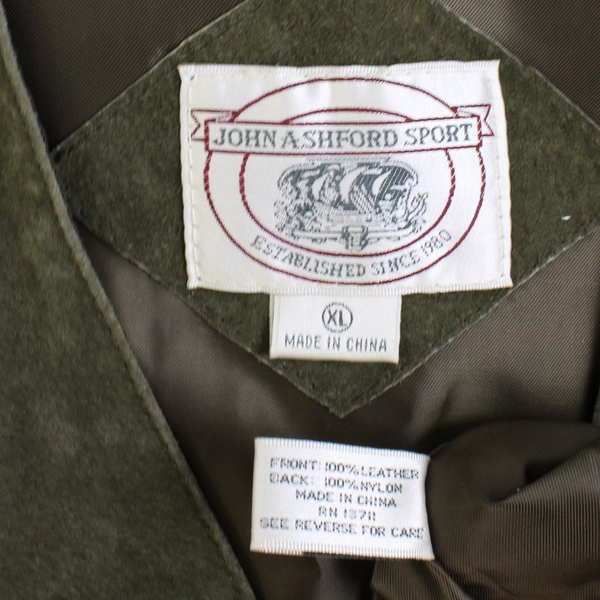 JOHN ASHFORD SPORT
ESTABLISHED SINCE 1980
XL
MADE IN CHINA
FRONT: 100% LEATHER
BACK: 100% NYLON
MADE IN CHINA
RN 13711
SEE REVERSE FOR CARE